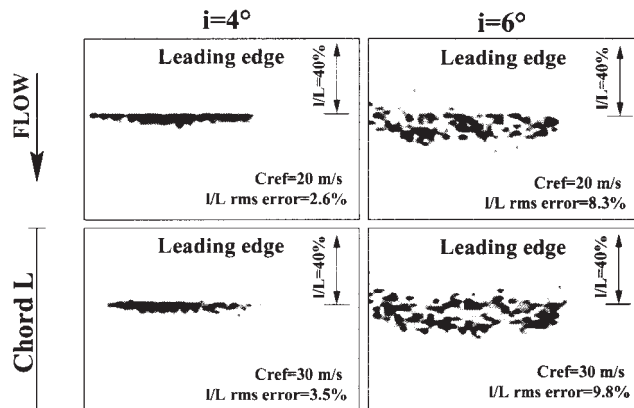 i=4°
i=6°
FLOW
Chord L
Leading edge
l/L=40%
Cref=20 m/s
l/L rms error=2.6%
Leading edge
l/L=40%
Cref=20 m/s
l/L rms error=8.3%
Leading edge
l/L=40%
Cref=30 m/s
l/L rms error=3.5%
Leading edge
l/L=40%
Cref=30 m/s
l/L rms error=9.8%